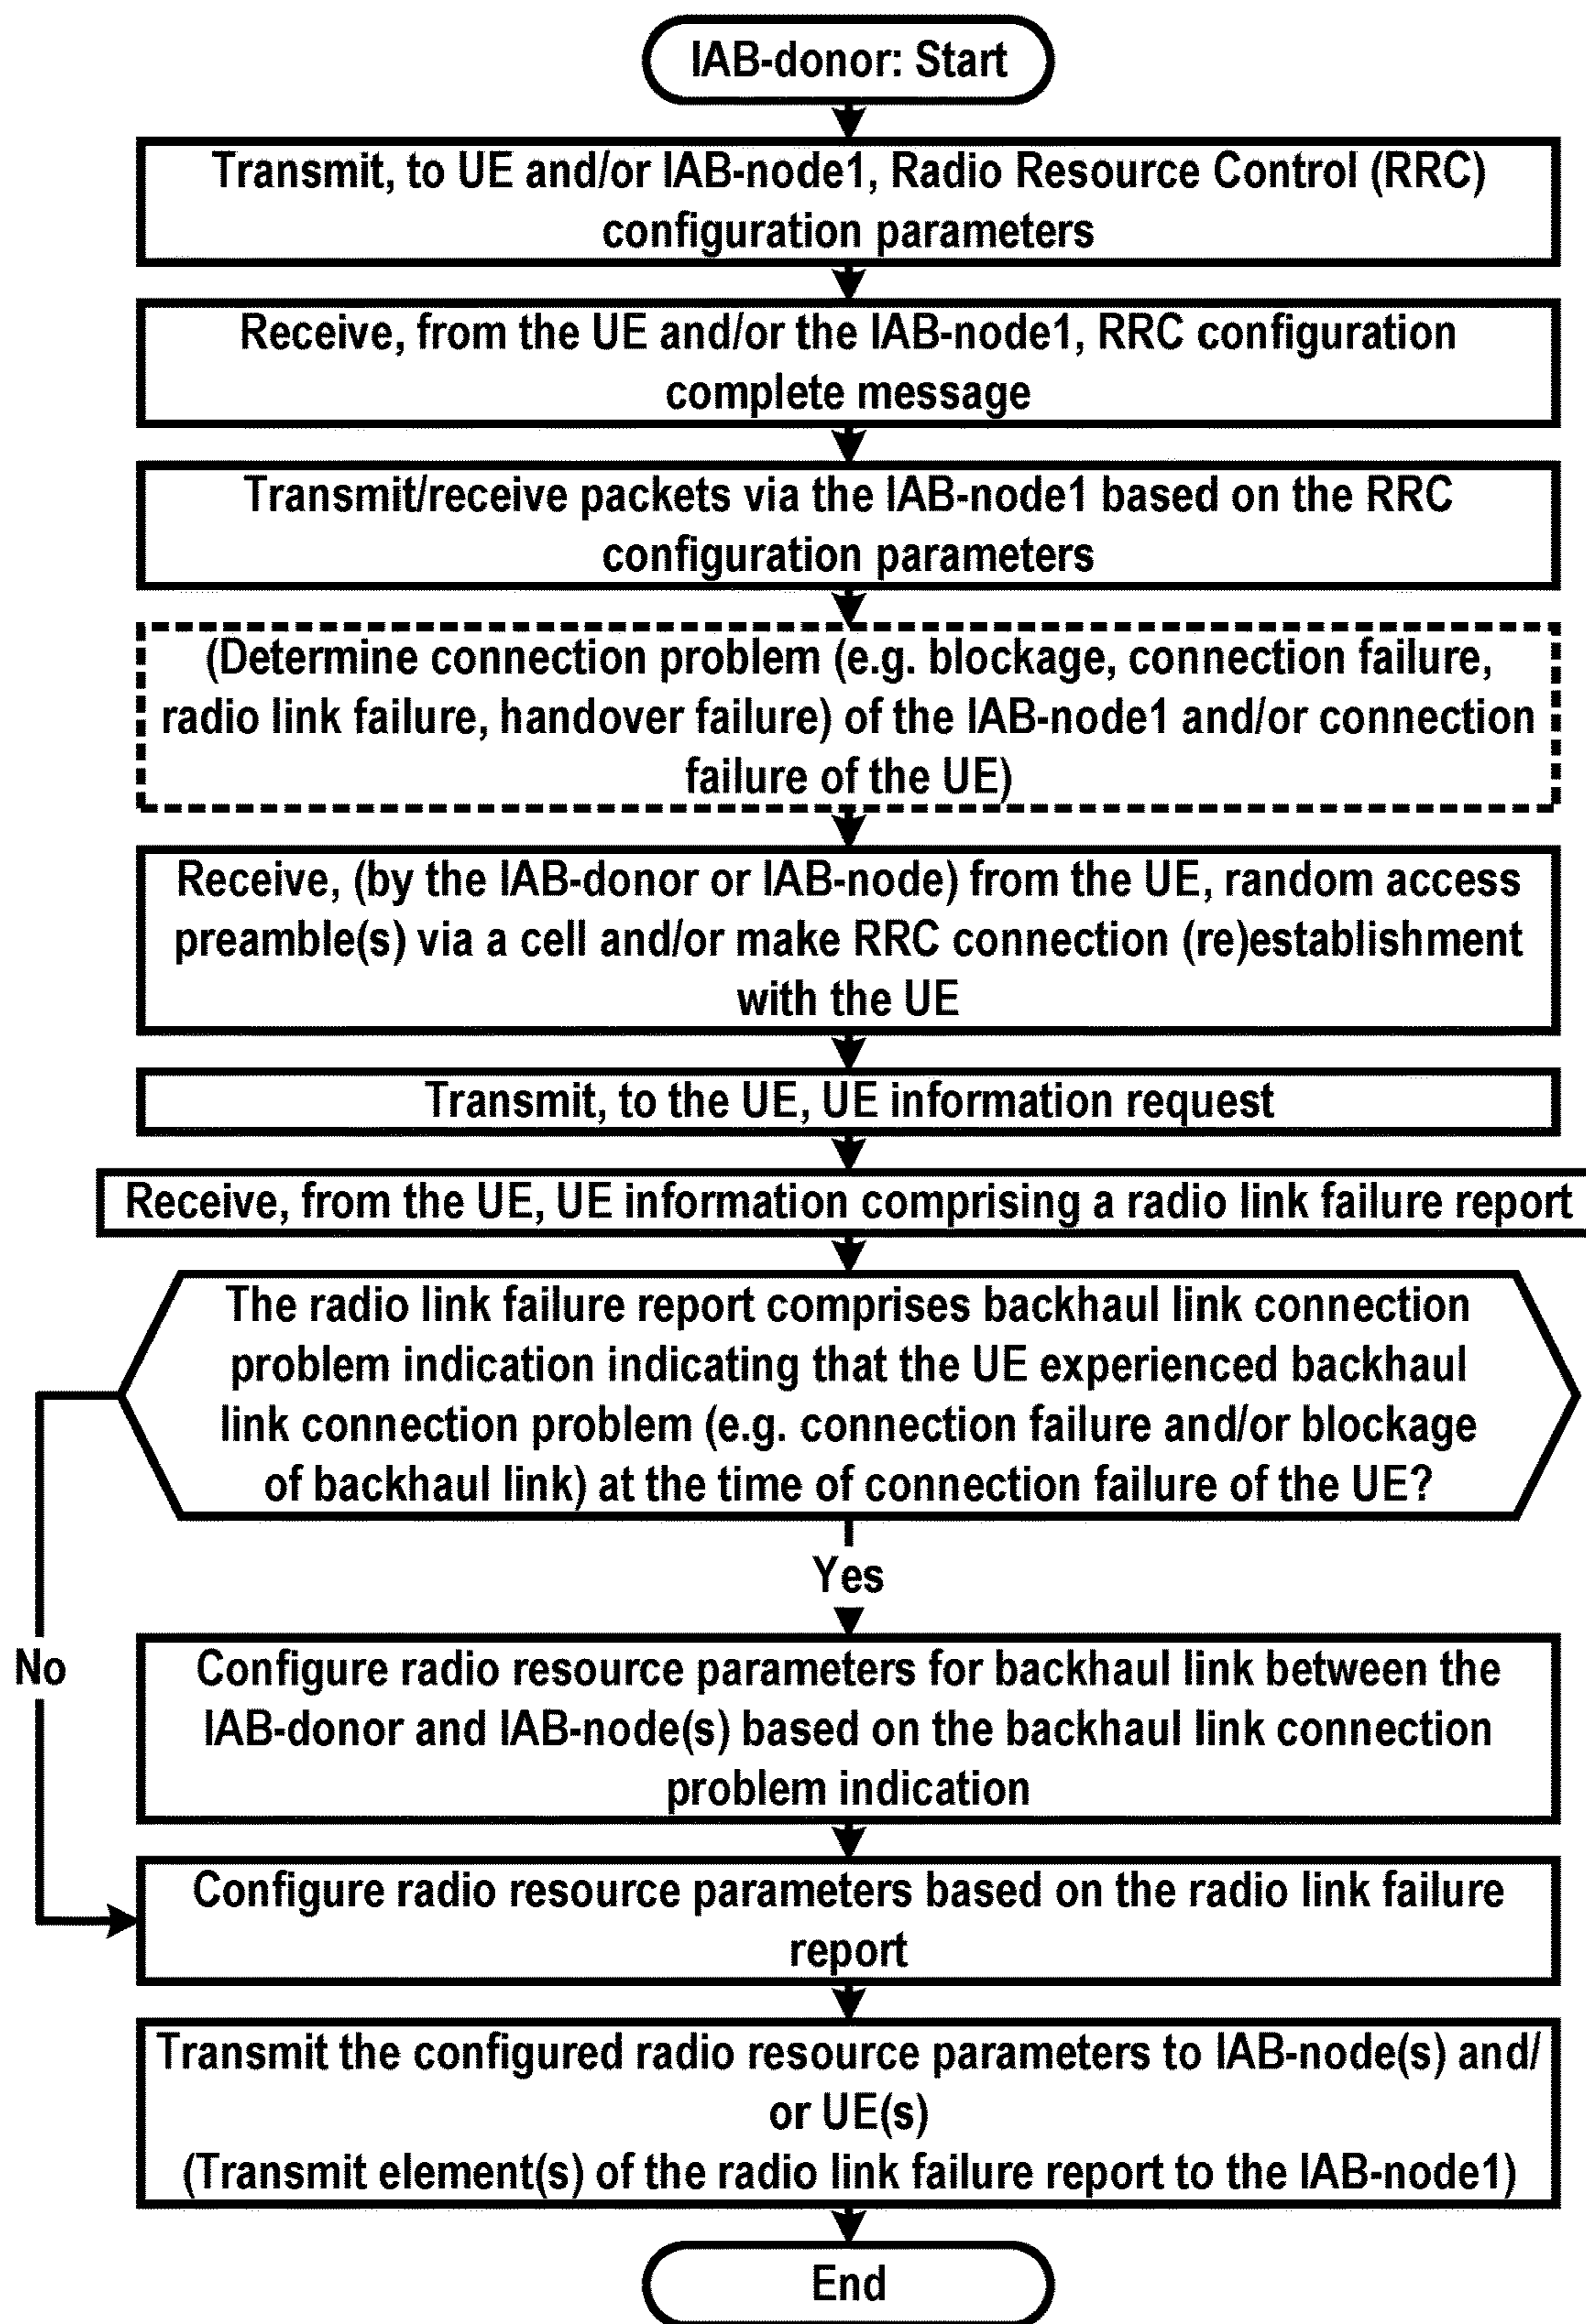 IAB-donor: Start
Transmit, to UE and/or IAB-node1, Radio Resource Control (RRC)
configuration parameters
Receive, from the UE and/or the IAB-node1, RRC configuration
complete message
Transmit/receive packets via the IAB-node1 based on the RRC
configuration parameters
(Determine connection problem (e.g. blockage, connection failure,
radio link failure, handover failure) of the IAB-node1 and/or connection
failure of the UE)
Receive, (by the IAB-donor or IAB-node) from the UE, random access
preamble(s) via a cell and/or make RRC connection (re)establishment
with the UE
Transmit, to the UE, UE information request
Receive, from the UE, UE information comprising a radio link failure report
The radio link failure report comprises backhaul link connection
problem indication indicating that the UE experienced backhaul
link connection problem (e.g. connection failure and/or blockage
of backhaul link) at the time of connection failure of the UE?
Yes
No
Configure radio resource parameters for backhaul link between the
IAB-donor and IAB-node(s) based on the backhaul link connection
problem indication
Configure radio resource parameters based on the radio link failure
report
Transmit the configured radio resource parameters to IAB-node(s) and/
or UE(s)
(Transmit element(s) of the radio link failure report to the IAB-node1)
End